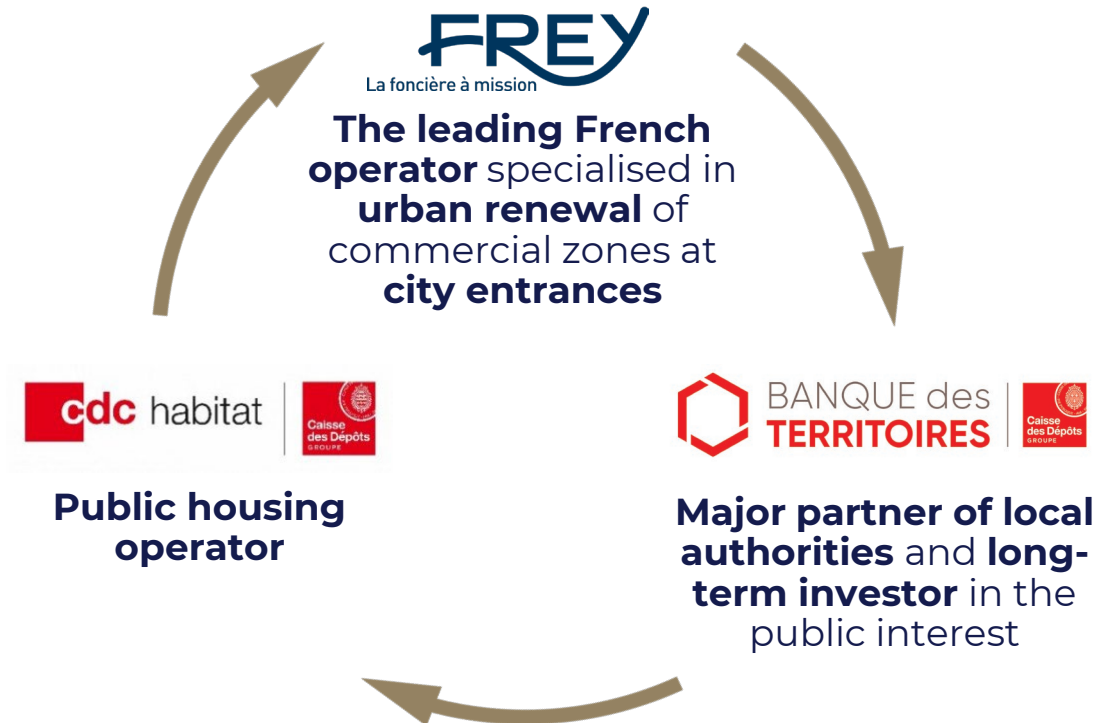 FREY
La foncière à mission
The leading French
operator specialised in
urban renewal of
commercial zones at
city entrances
cdc habitat
Caisse
des Dépôts
GROUPE
Public housing
operator
BANQUE des
TERRITOIRES
Caisse
des Dépôts
GROUPE
Major partner of local
authorities and long-
term investor in the
public interest